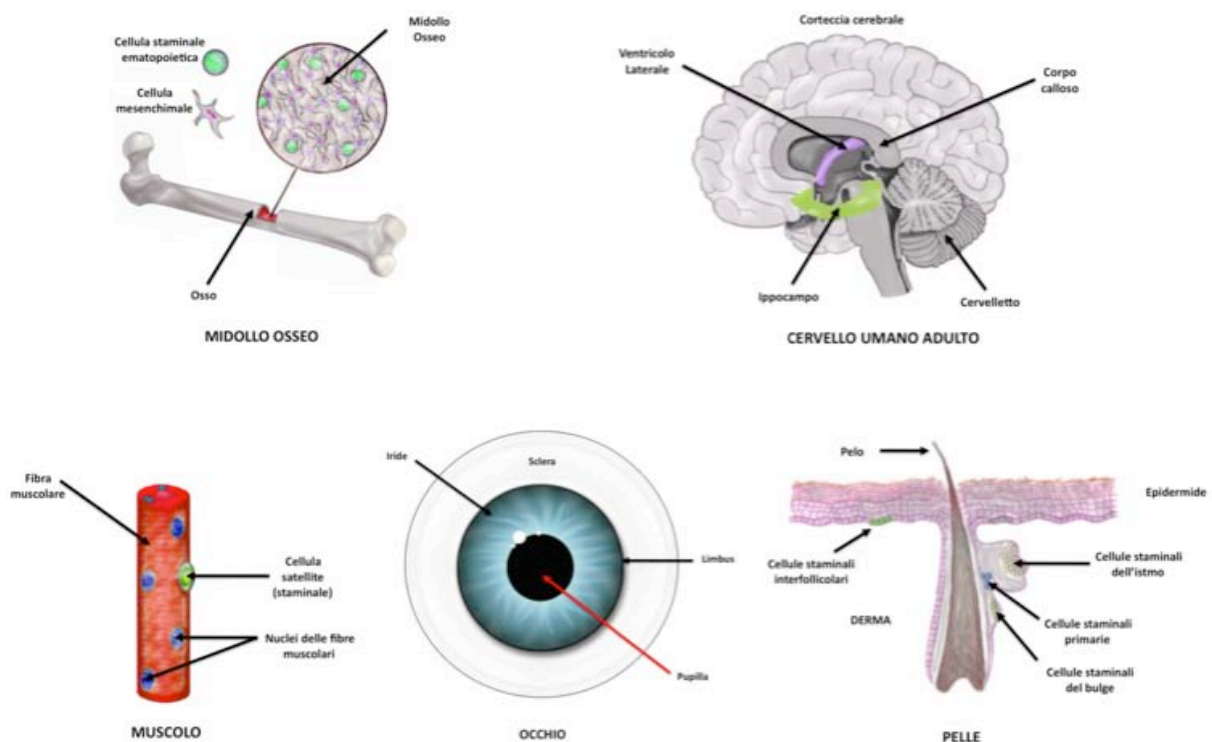 Cellula staminale
ematopoietica
Cellula
mesenchimale
Midollo
Osseo
Osso
MIDOLLO OSSEO
Corteccia cerebrale
Ventricolo
Laterale
Corpo
calloso
Ippocampo
Cervelletto
CERVELLO UMANO ADULTO
Fibra
muscolare
Cellula
satellite
(staminale)
Nuclei delle fibre
muscolari
MUSCOLO
Iride
Sclera
Limbus
Pupilla
OCCHIO
Pelo
Epidermide
Cellule staminali
interfollicolari
Cellule staminali
dell'istmo
DERMA
Cellule staminali
primarie
Cellule staminali
del bulge
PELLE